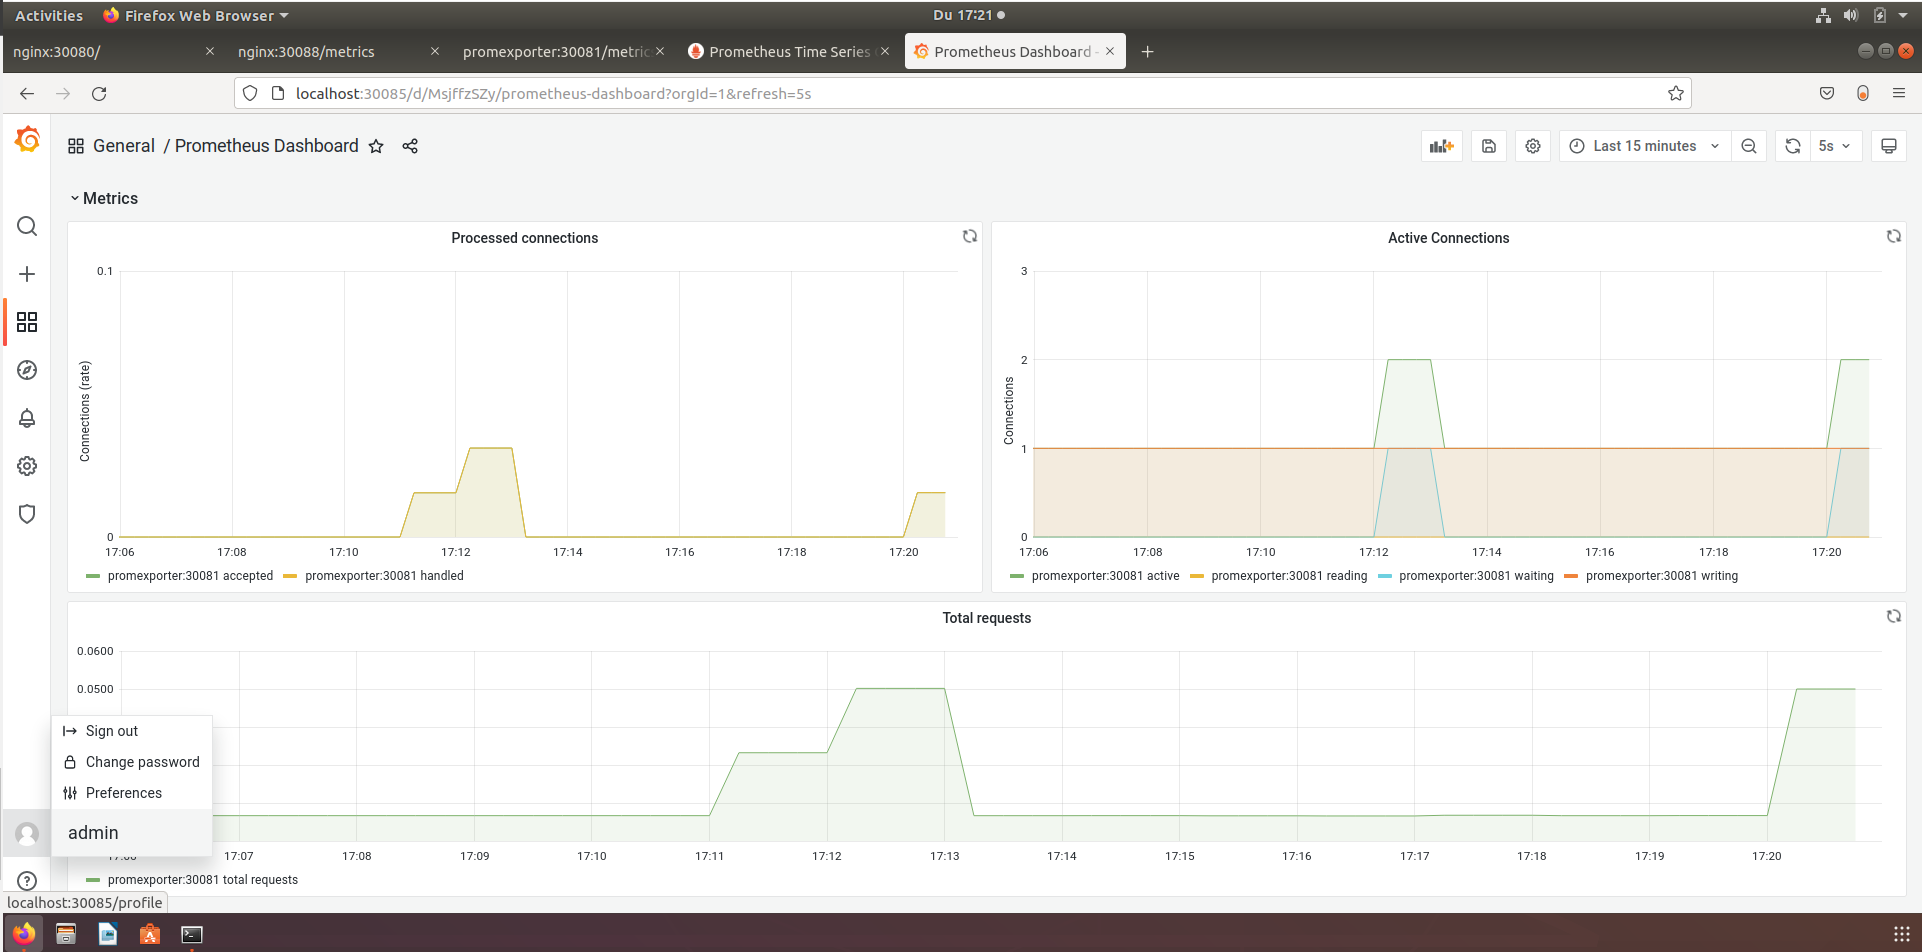 Activities Firefox Web Browser Du 17:21
nginx:30080/ nginx:30088/metrics promexporter:30081/metric Prometheus Time Series Prometheus Dashboard -
localhost:30085/d/MsjffzSZy/prometheus-dashboard?orgId=1&refresh=5s
General / Prometheus Dashboard Last 15 minutes 5s
Metrics
Processed connections
Connections (rate)
0.1
0
17:06 17:08 17:10 17:12 17:14 17:16 17:18 17:20
promexporter:30081 accepted promexporter:30081 handled
Active Connections
Connections
3
2
1
0
17:06 17:08 17:10 17:12 17:14 17:16 17:18 17:20
promexporter:30081 active promexporter:30081 reading promexporter:30081 waiting promexporter:30081 writing
Total requests
0.0600
0.0500
Sign out
Change password
Preferences
admin
17:07 17:08 17:09 17:10 17:11 17:12 17:13 17:14 17:15 17:16 17:17 17:18 17:19 17:20
promexporter:30081 total requests
localhost:30085/profile